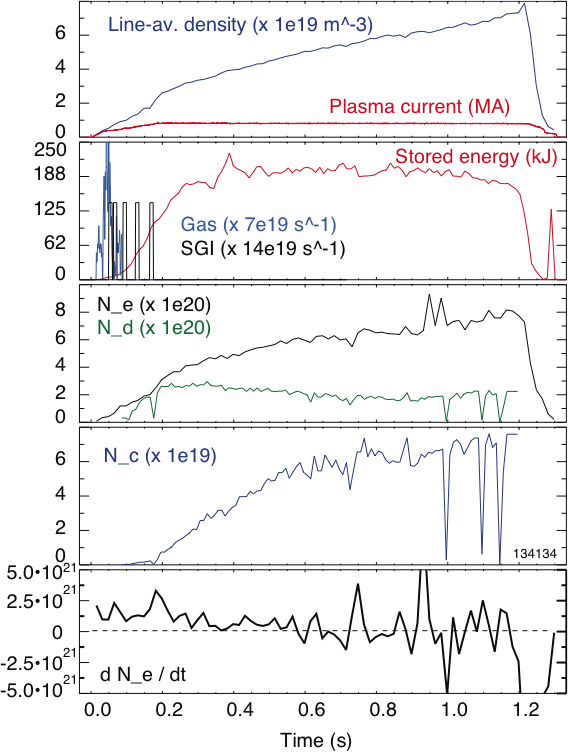 Line-av. density (x 1e19 m^-3)
6
4
2
0
Plasma current (MA)
250
188
125
62
0
Stored energy (kJ)
Gas (x 7e19 s^-1)
SGI (x 14e19 s^-1)
8
6
4
2
0
N_e (x 1e20)
N_d (x 1e20)
6
4
2
0
N_c (x 1e19)
134134
5.0•10^21
2.5•10^21
0
-2.5•10^21
-5.0•10^21
d N_e / dt
0.0 0.2 0.4 0.6 0.8 1.0 1.2
Time (s)